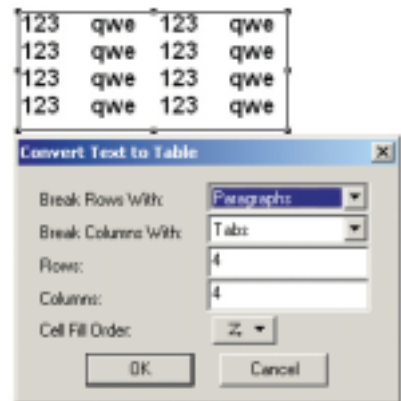 123 qwe 123 qwe
123 qwe 123 qwe
123 qwe 123 qwe
123 qwe 123 qwe
Convert Text to Table
Break Rows With: Paragraphs
Break Columns With: Tabs
Rows: 4
Columns: 4
Cell Fill Order: Z
OK Cancel